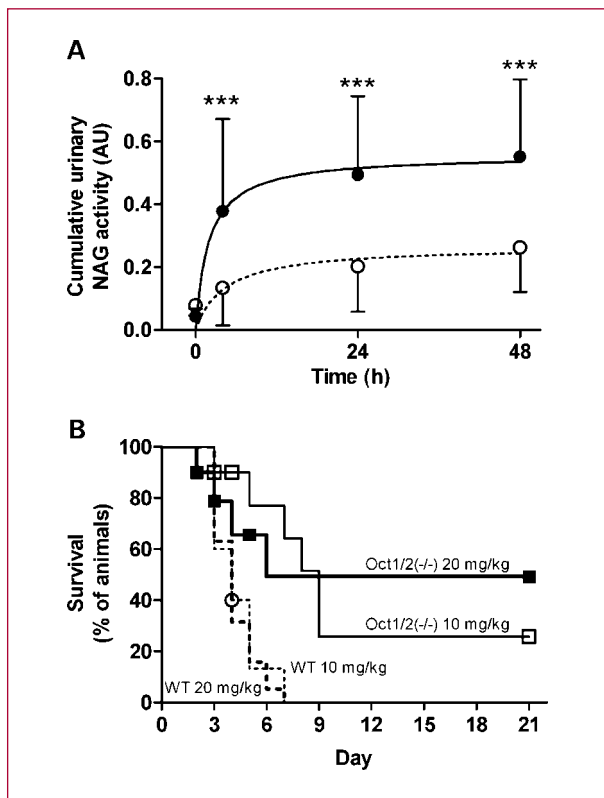 A
***
***
***
Cumulative urinary
NAG activity (AU)
0.8
0.6
0.4
0.2
0.0
0
24
48
Time (h)
B
Survival
(% of animals)
100
80
60
40
20
0
Oct1/2(-/-) 20 mg/kg
Oct1/2(-/-) 10 mg/kg
WT 10 mg/kg
WT 20 mg/kg
0
3
6
9
12
15
18
21
Day